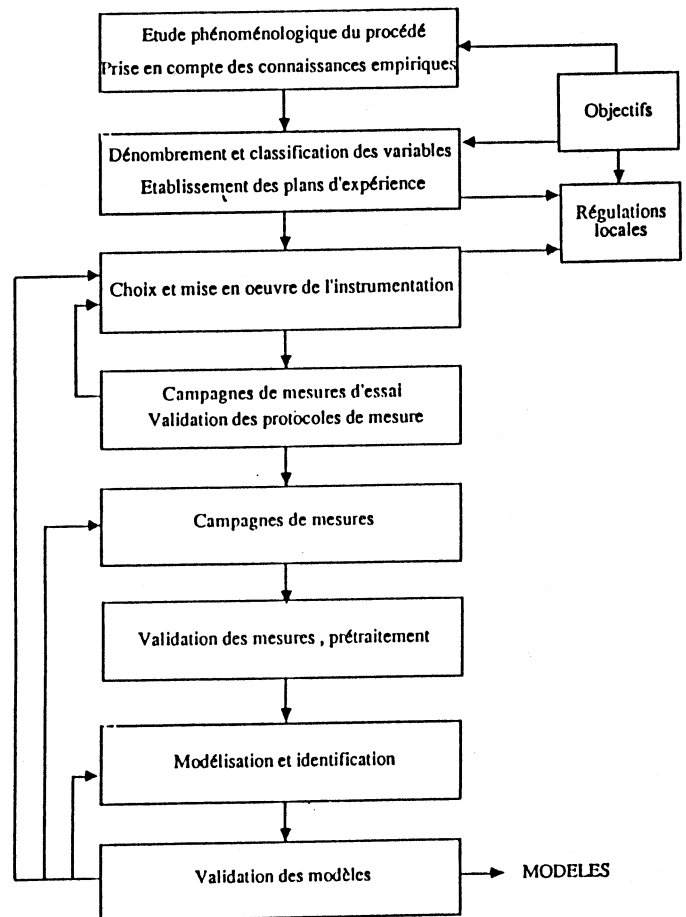 Etude phénoménologique du procédé
Prise en compte des connaissances empiriques
Objectifs
Dénombrement et classification des variables
Etablissement des plans d'expérience
Régulations
locales
Choix et mise en oeuvre de l'instrumentation
Campagnes de mesures d'essai
Validation des protocoles de mesure
Campagnes de mesures
Validation des mesures , prétraitement
Modélisation et identification
Validation des modèles
MODELES